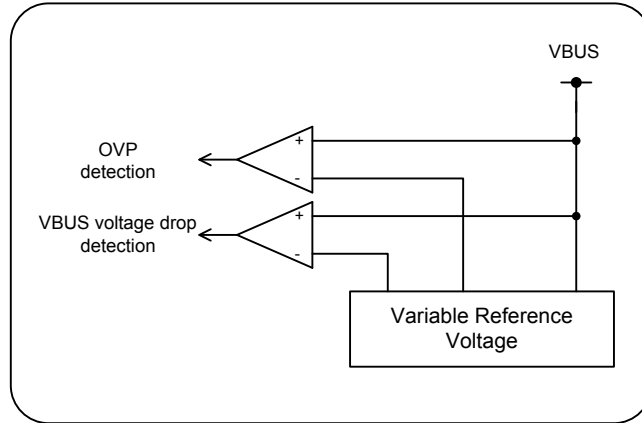 VBUS
OVP
detection
+
-
VBUS voltage drop
detection
+
-
Variable Reference
Voltage